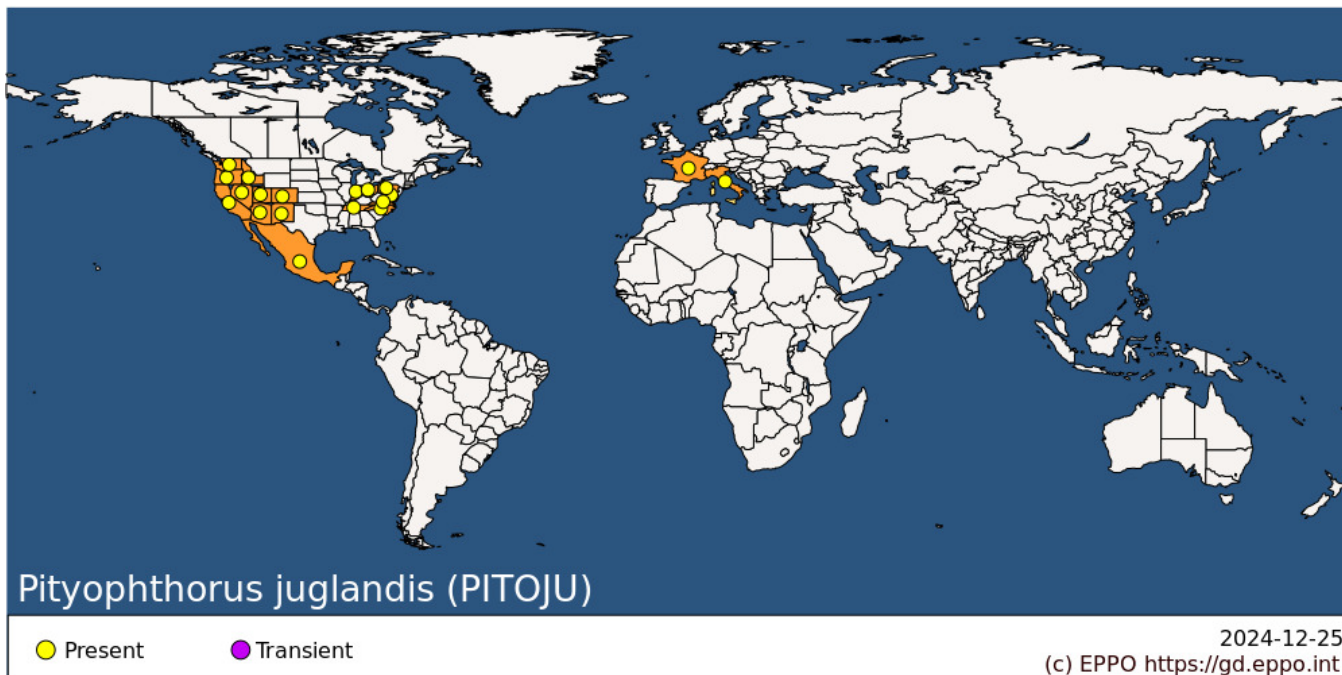 Pityophthorus juglandis (PITOJU)
Present
Transient
2024-12-25
(c) EPPO https://gd.eppo.int